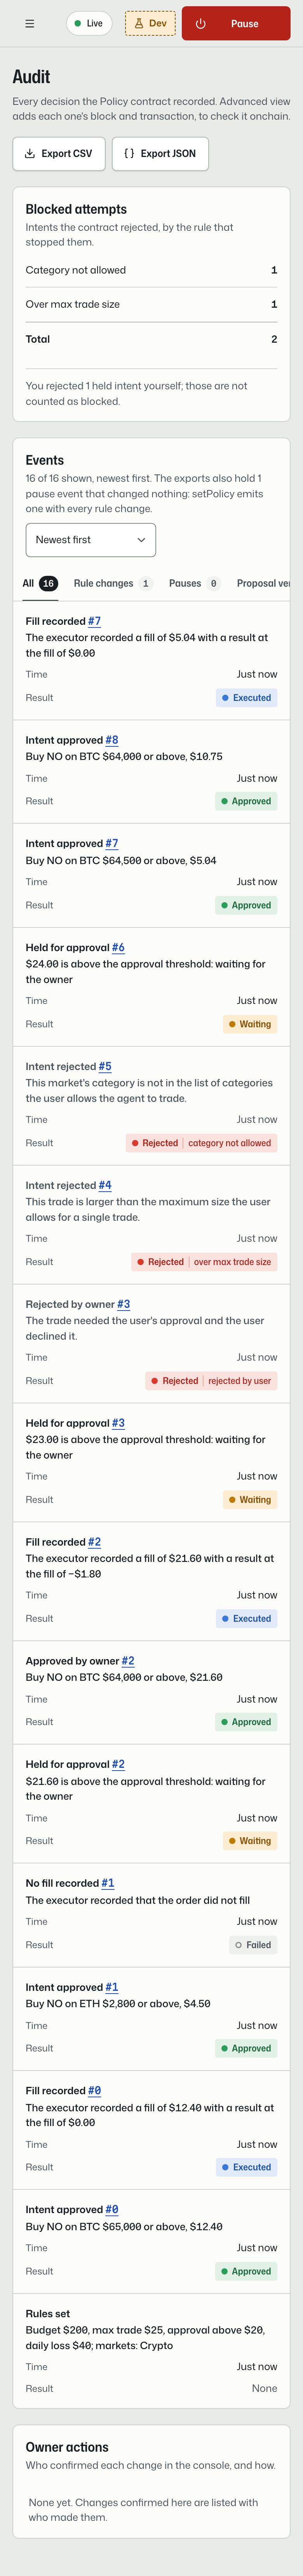 Live
Dev
Pause
Audit
Every decision the Policy contract recorded. Advanced view
adds each one's block and transaction, to check it onchain.
Export CSV
Export JSON
Blocked attempts
Intents the contract rejected, by the rule that
stopped them.
Category not allowed 1
Over max trade size 1
Total 2
You rejected 1 held intent yourself; those are not
counted as blocked.
Events
16 of 16 shown, newest first. The exports also hold 1
pause event that changed nothing: setPolicy emits
one with every rule change.
Newest first
All 16 Rule changes 1 Pauses 0 Proposal ver
Fill recorded #7
The executor recorded a fill of $5.04 with a result at
the fill of $0.00
Time Just now
Result Executed
Intent approved #8
Buy NO on BTC $64,000 or above, $10.75
Time Just now
Result Approved
Intent approved #7
Buy NO on BTC $64,500 or above, $5.04
Time Just now
Result Approved
Held for approval #6
$24.00 is above the approval threshold: waiting for
the owner
Time Just now
Result Waiting
Intent rejected #5
This market's category is not in the list of categories
the user allows the agent to trade.
Time Just now
Result Rejected category not allowed
Intent rejected #4
This trade is larger than the maximum size the user
allows for a single trade.
Time Just now
Result Rejected over max trade size
Rejected by owner #3
The trade needed the user's approval and the user
declined it.
Time Just now
Result Rejected rejected by user
Held for approval #3
$23.00 is above the approval threshold: waiting for
the owner
Time Just now
Result Waiting
Fill recorded #2
The executor recorded a fill of $21.60 with a result at
the fill of −$1.80
Time Just now
Result Executed
Approved by owner #2
Buy NO on BTC $64,000 or above, $21.60
Time Just now
Result Approved
Held for approval #2
$21.60 is above the approval threshold: waiting for
the owner
Time Just now
Result Waiting
No fill recorded #1
The executor recorded that the order did not fill
Time Just now
Result Failed
Intent approved #1
Buy NO on ETH $2,800 or above, $4.50
Time Just now
Result Approved
Fill recorded #0
The executor recorded a fill of $12.40 with a result at
the fill of $0.00
Time Just now
Result Executed
Intent approved #0
Buy NO on BTC $65,000 or above, $12.40
Time Just now
Result Approved
Rules set
Budget $200, max trade $25, approval above $20,
daily loss $40; markets: Crypto
Time Just now
Result None
Owner actions
Who confirmed each change in the console, and how.
None yet. Changes confirmed here are listed with
who made them.